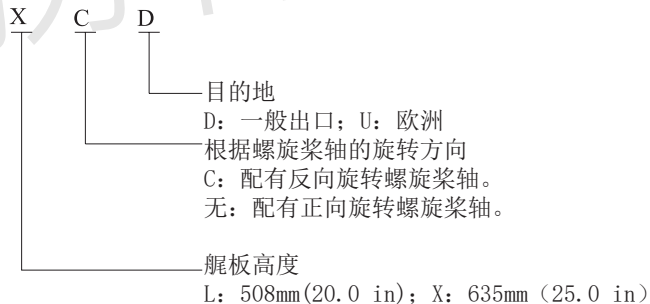 X C D
目的地
D：一般出口；U：欧洲
根据螺旋桨轴的旋转方向
C：配有反向旋转螺旋桨轴。
无：配有正向旋转螺旋桨轴。
艉板高度
L：508mm(20.0 in)；X：635mm（25.0 in）